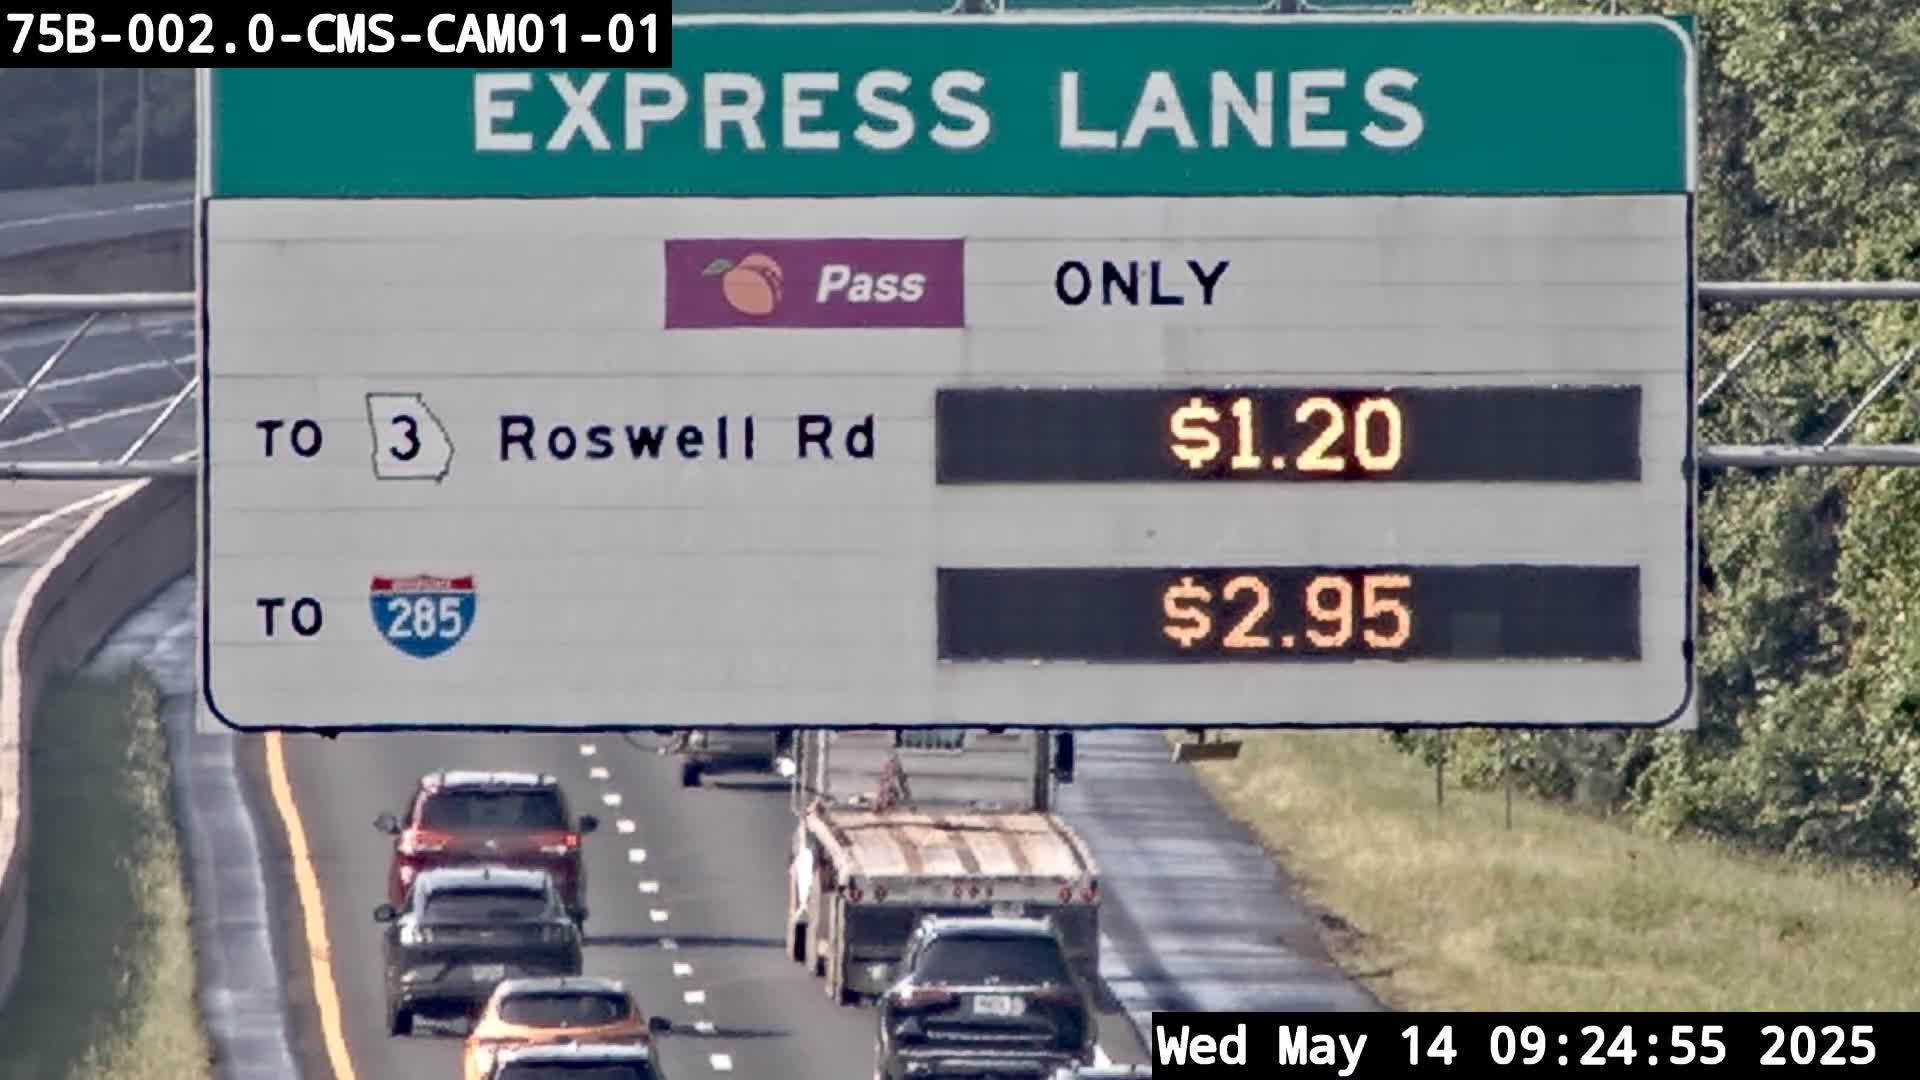 75B-002.0-CMS-CAM01-01
EXPRESS LANES
Pass ONLY
TO 3 Roswell Rd $1.20
TO 285 $2.95
Wed May 14 09:24:55 2025